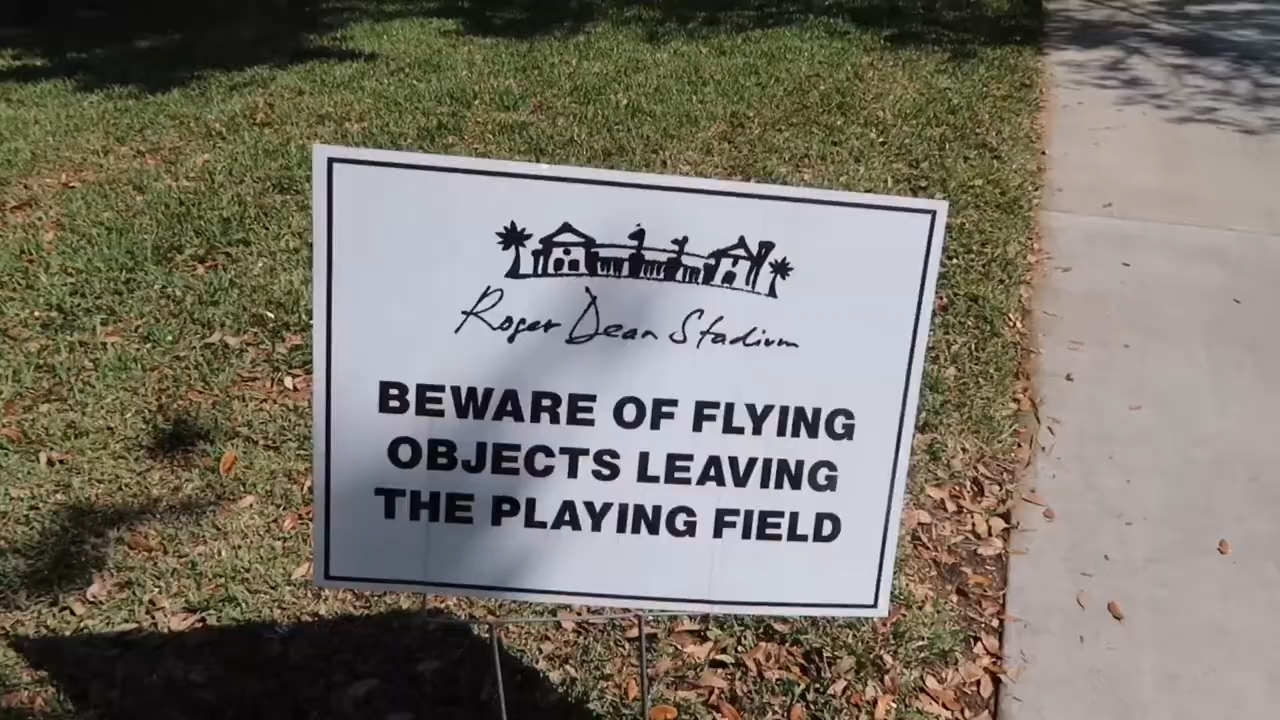 Roger Dean Stadium
BEWARE OF FLYING
OBJECTS LEAVING
THE PLAYING FIELD